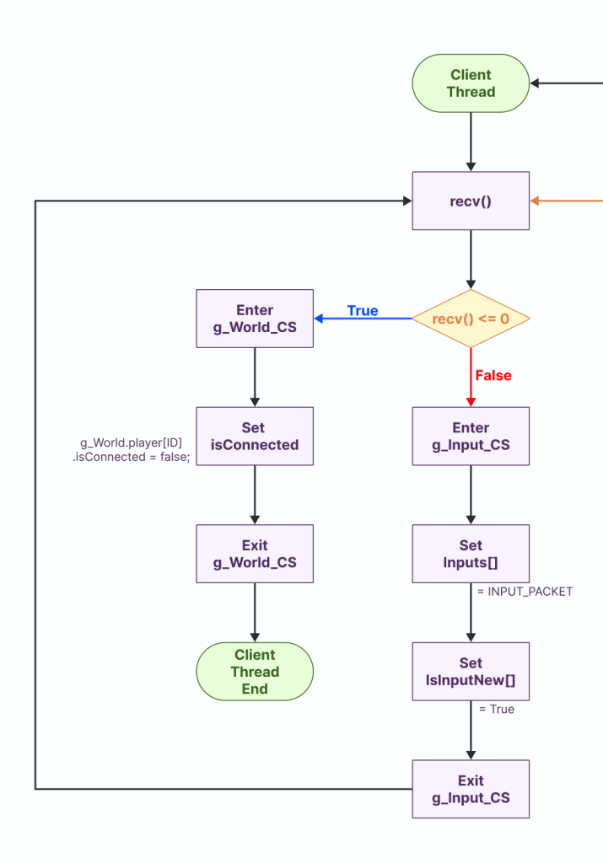 Client
Thread
recv()
recv() <= 0
True
False
Enter
g_World_CS
Set
isConnected
g_World.player[ID]
.isConnected = false;
Exit
g_World_CS
Client
Thread
End
Enter
g_Input_CS
Set
Inputs[]
= INPUT_PACKET
Set
IsInputNew[]
= True
Exit
g_Input_CS